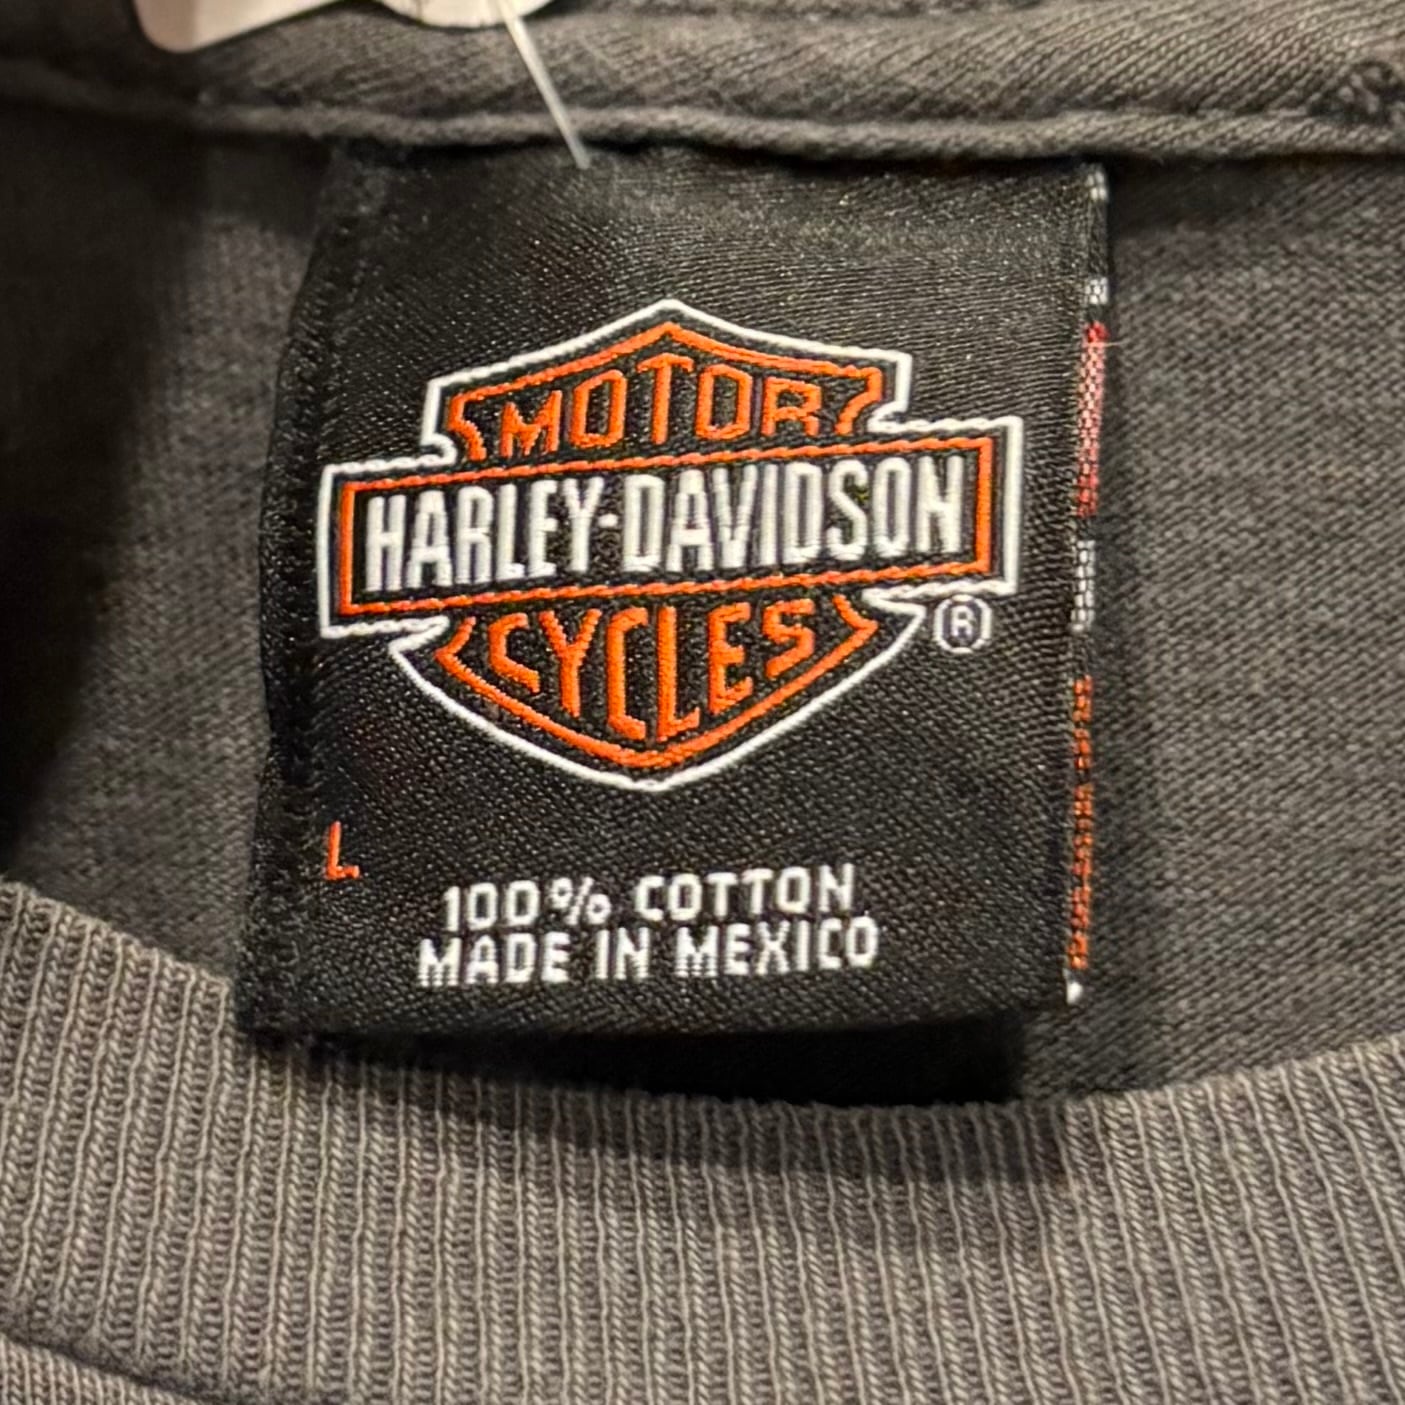 MOTOR
HARLEY-DAVIDSON
CYCLES
®
L
100% COTTON
MADE IN MEXICO